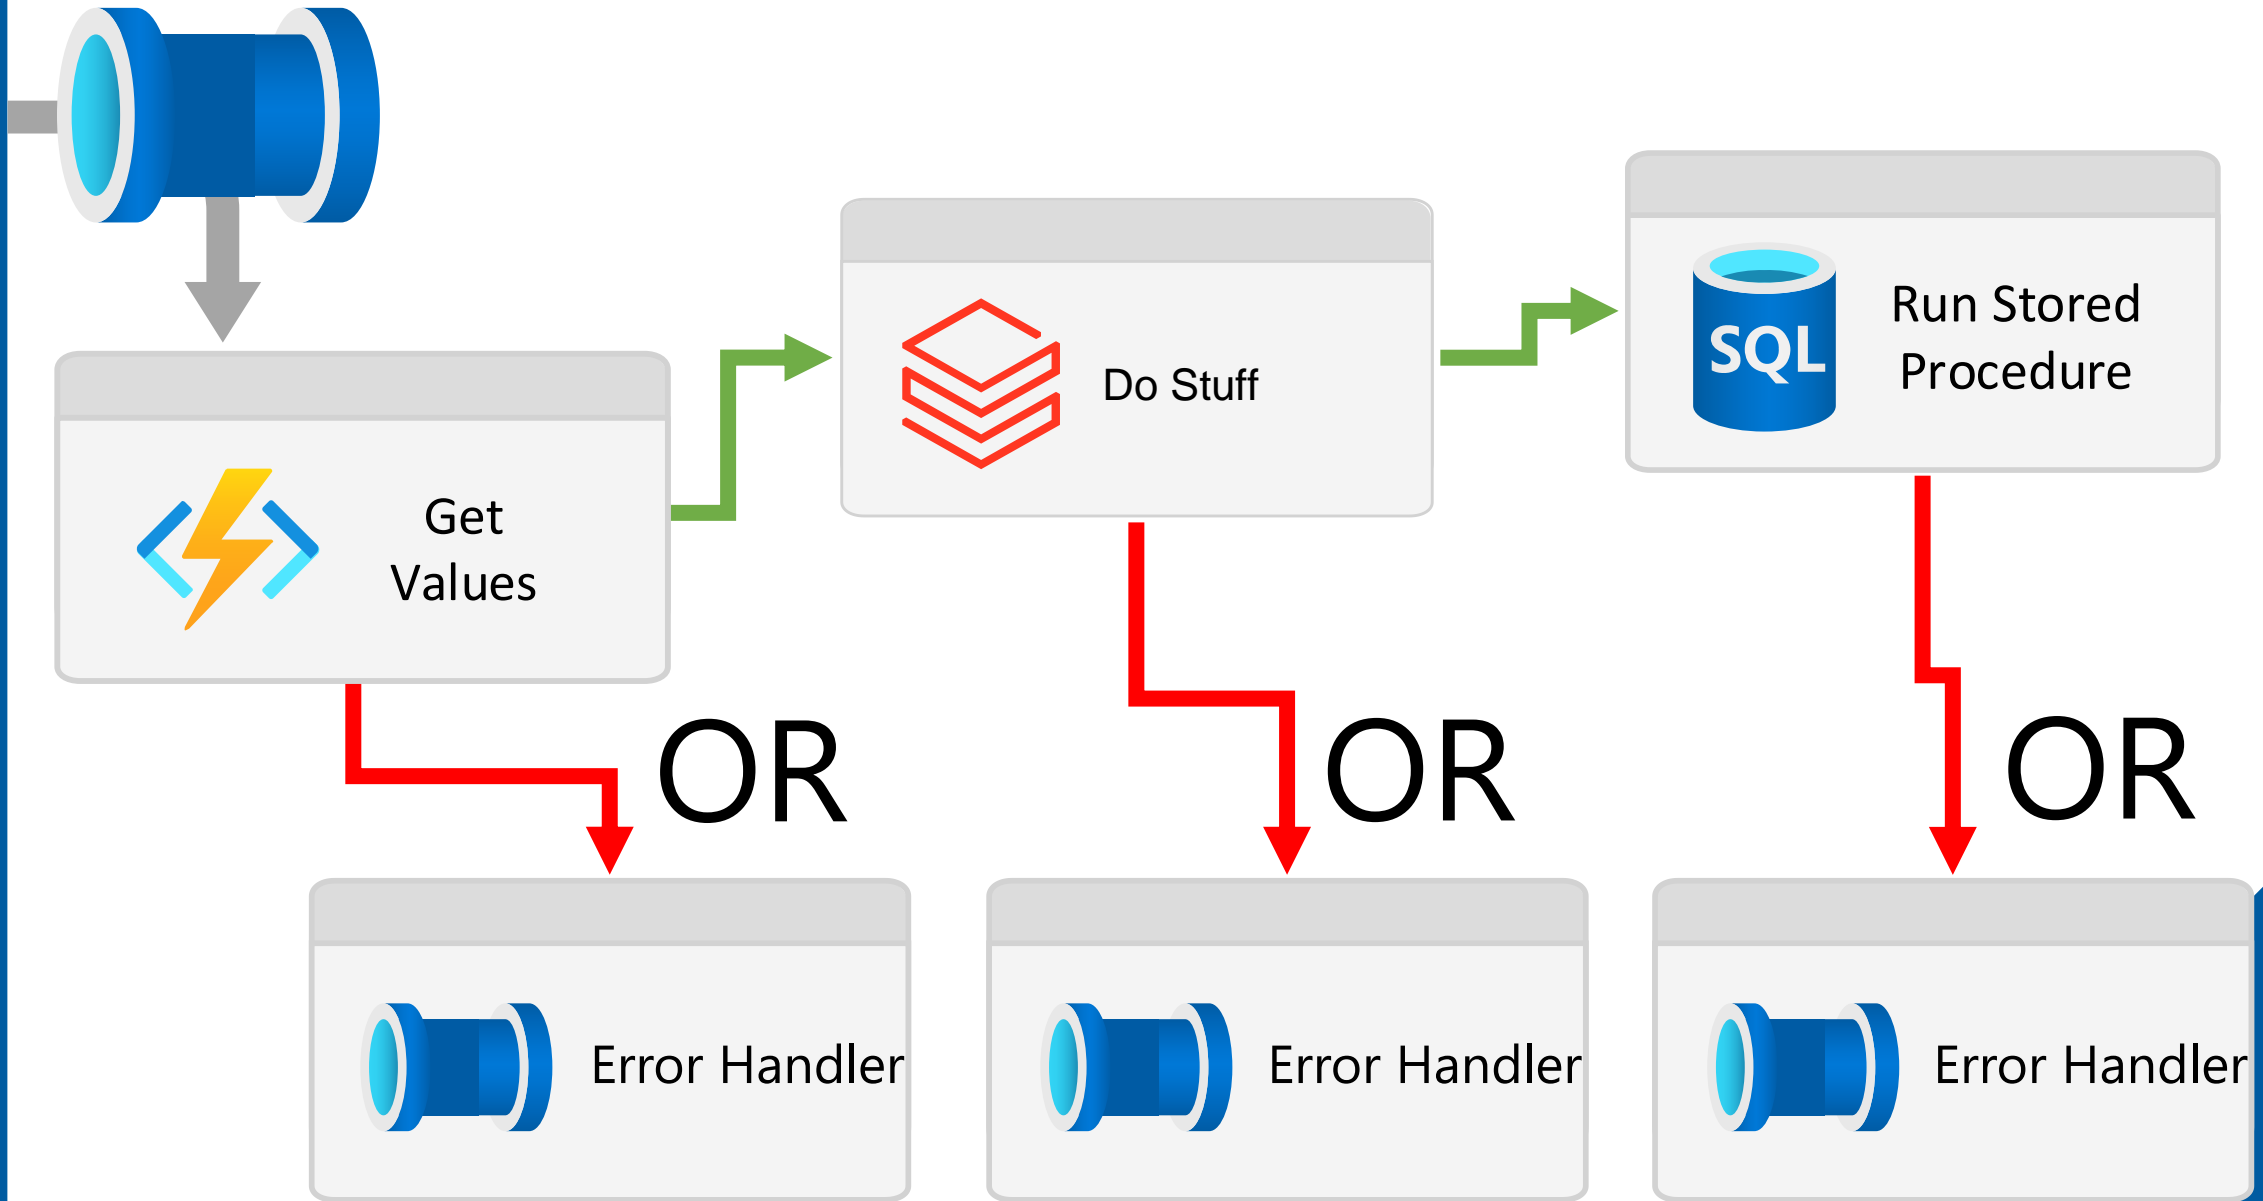 Get
Values
Do Stuff
SQL
Run Stored
Procedure
OR
OR
OR
Error Handler
Error Handler
Error Handler